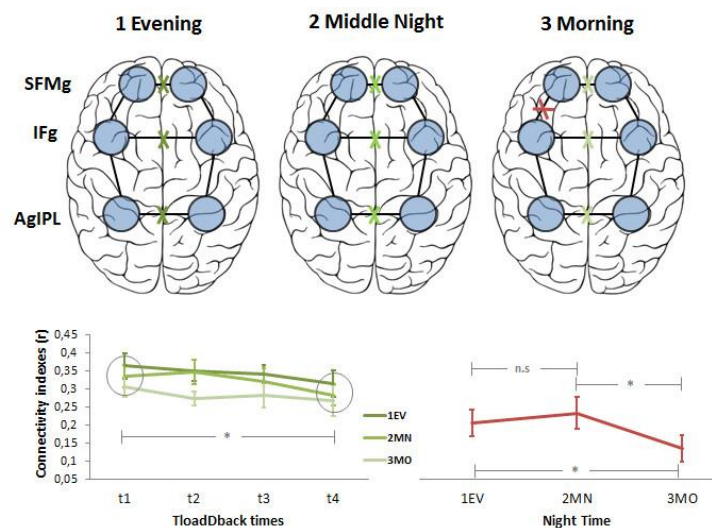 1 Evening
2 Middle Night
3 Morning
SFMg
IFg
AgIPL
Connectivity indexes (r)
0,45
0,4
0,35
0,3
0,25
0,2
0,15
0,1
0,05
*
1EV
2MN
3MO
t1 t2 t3 t4
TloadDback times
n.s
*
*
1EV 2MN 3MO
Night Time